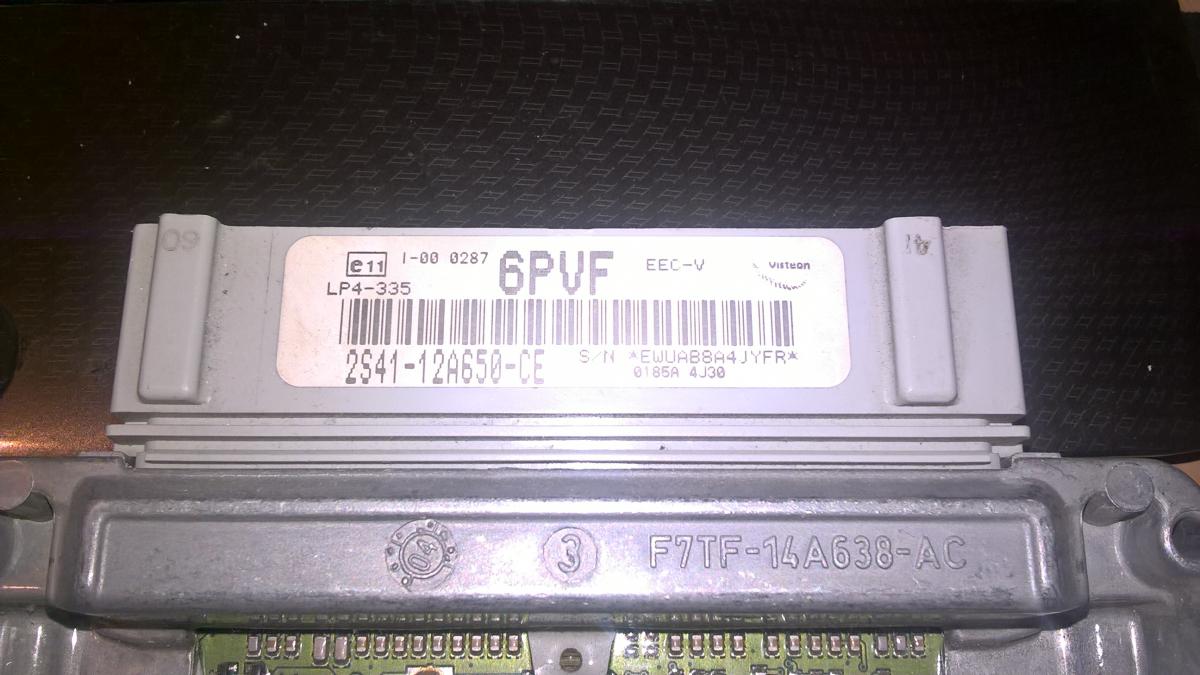 09
e11 I-00 0287 6PVF EEC-V Visteon
LP4-335
2S41-12A650-CE S/N *EWUAB8A4JYFR*
0185A 4J30
04 3 F7TF-14A638-AC